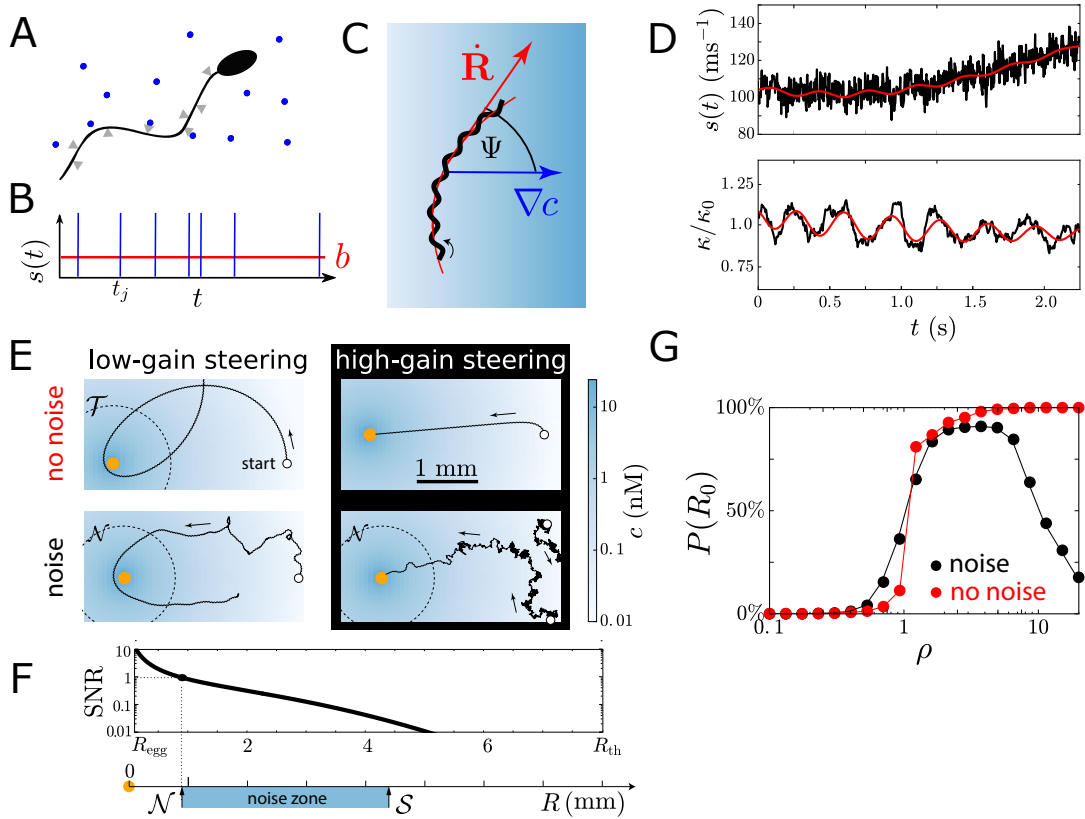 A
B
s(t)
t_j
t
b
C
Ṙ
Ψ
∇c
D
s(t) (ms⁻¹)
140
120
100
80
κ/κ₀
1.25
1.00
0.75
0
0.5
1.0
1.5
2.0
t (s)
E
low-gain steering
high-gain steering
no noise
noise
𝒯
start
1 mm
𝒩
𝒩
10
1
0.1
0.01
c (nM)
F
SNR
10
1
0.1
0.01
R_egg
2
4
6
R_th
0
𝒩
noise zone
𝒮
R (mm)
G
P(R₀)
100%
50%
0%
0.1
1
10
ρ
noise
no noise